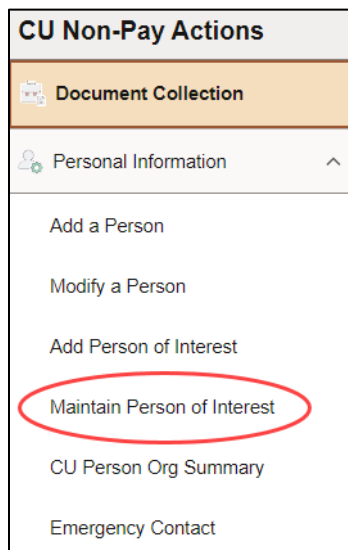 CU Non-Pay Actions
Document Collection
Personal Information
Add a Person
Modify a Person
Add Person of Interest
Maintain Person of Interest
CU Person Org Summary
Emergency Contact